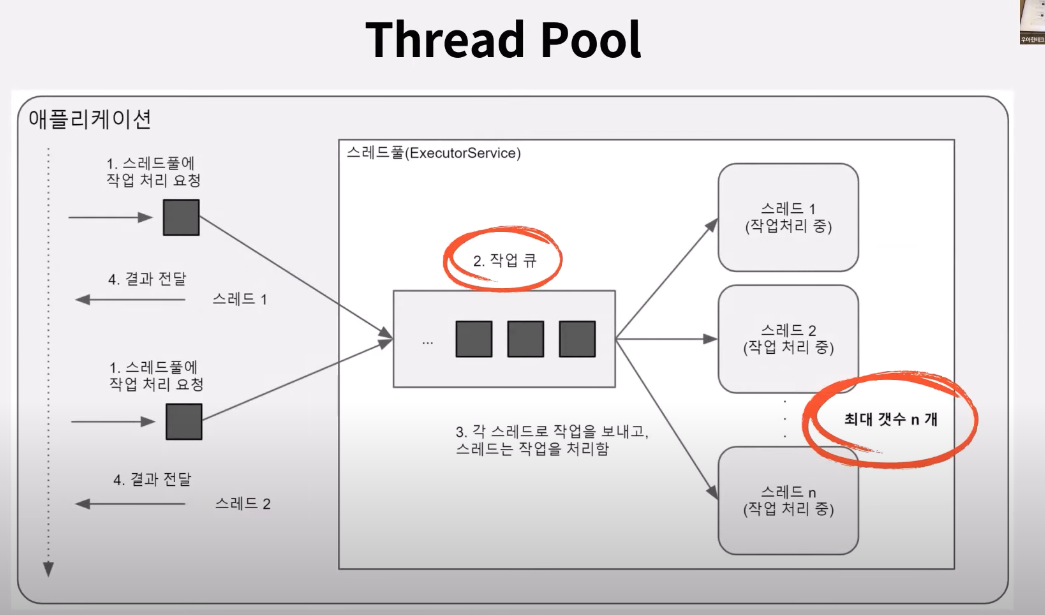 Thread Pool
애플리케이션
1. 스레드풀에
작업 처리 요청
4. 결과 전달
스레드 1
1. 스레드풀에
작업 처리 요청
4. 결과 전달
스레드 2
스레드풀(ExecutorService)
2. 작업 큐
...
3. 각 스레드로 작업을 보내고,
스레드는 작업을 처리함
스레드 1
(작업처리 중)
스레드 2
(작업 처리 중)
최대 갯수 n 개
스레드 n
(작업 처리 중)